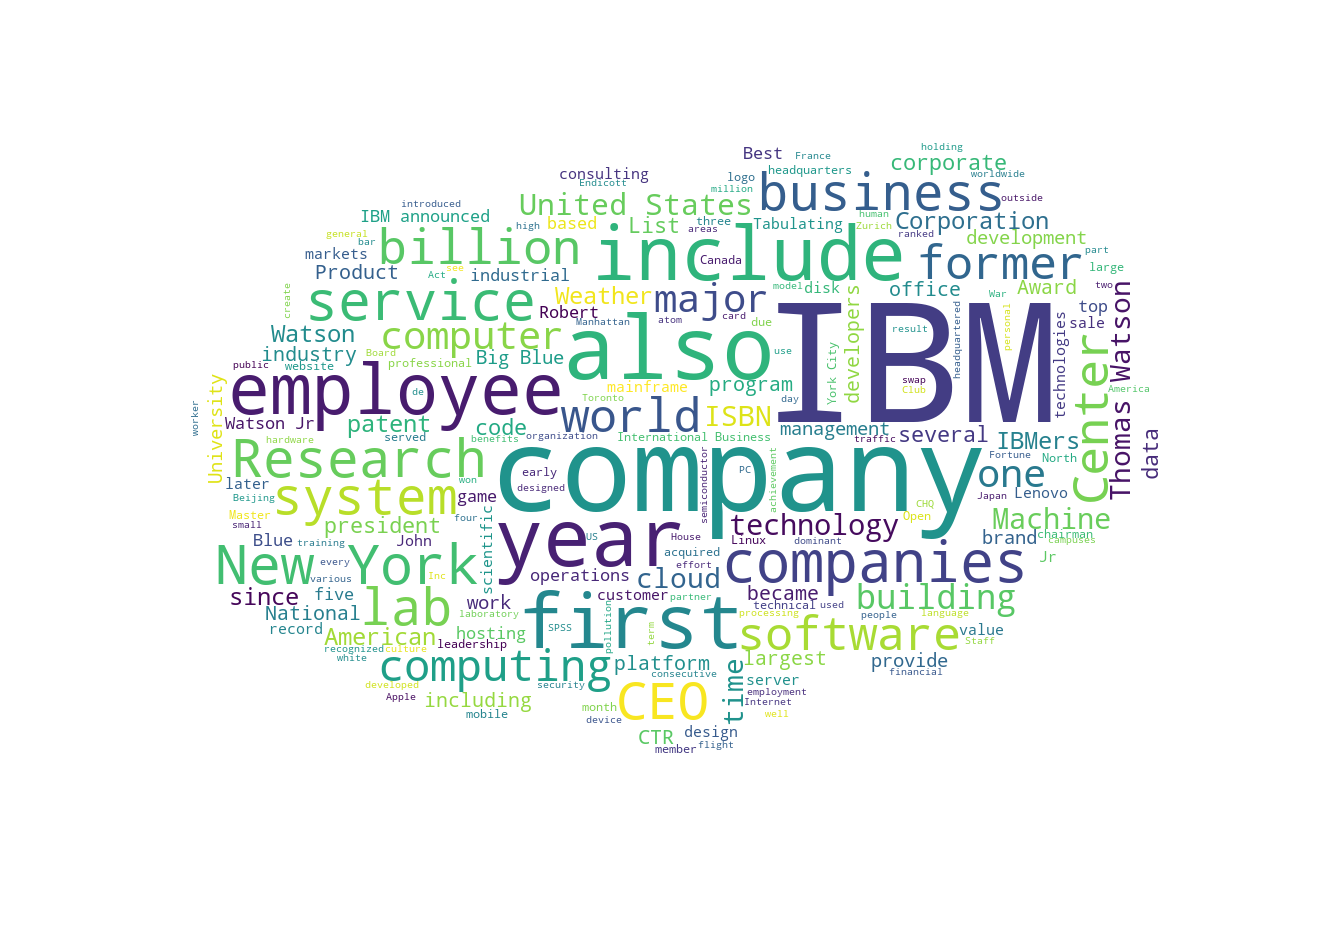 holding
Best
France
corporate
headquarters
worldwide
consulting
Endicott
logo
million
business
outside
introduced
United States
IBM announced
high
based
List
three
areas
Tabulating
human
Zurich
Corporation
ranked
development
general
bar
billion
include
former
part
markets
Product
Act
see
industrial
Canada
large
create
service
Weather
major
model
disk
developers
office
War
Award
two
top
sale
Robert
Manhattan
atom
card
due
IBM
result
headquartered
personal
technologies
Thomas Watson
Watson
computer
also
industry
website
Board
professional
Big Blue
use
York City
Center
public
employee
de
mainframe
program
day
swap
Club
America
University
worker
Toronto
world
ISBN
Watson Jr
patent
code
served
organization
International Business
management
traffic
several
IBMers
data
hardware
benefits
Research
won
early
designed
company
semiconductor
PC
achievement
one
Fortune
North
later
Beijing
system
game
Japan
Lenovo
CHQ
Open
Master
small
president
four
scientific
year
US
House
technology
Linux
dominant
brand
Machine
chairman
campuses
Blue
training
John
acquired
effort
companies
Jr
New York
every
various
Inc
operations
cloud
customer
partner
became
technical
used
building
since
five
lab
laboratory
work
first
SPSS
pollution
term
processing
people
language
National
record
American
hosting
leadership
software
value
Staff
recognized
culture
white
computing
platform
consecutive
time
largest
provide
financial
developed
Apple
including
security
month
CEO
server
employment
Internet
well
mobile
device
CTR
design
member
flight